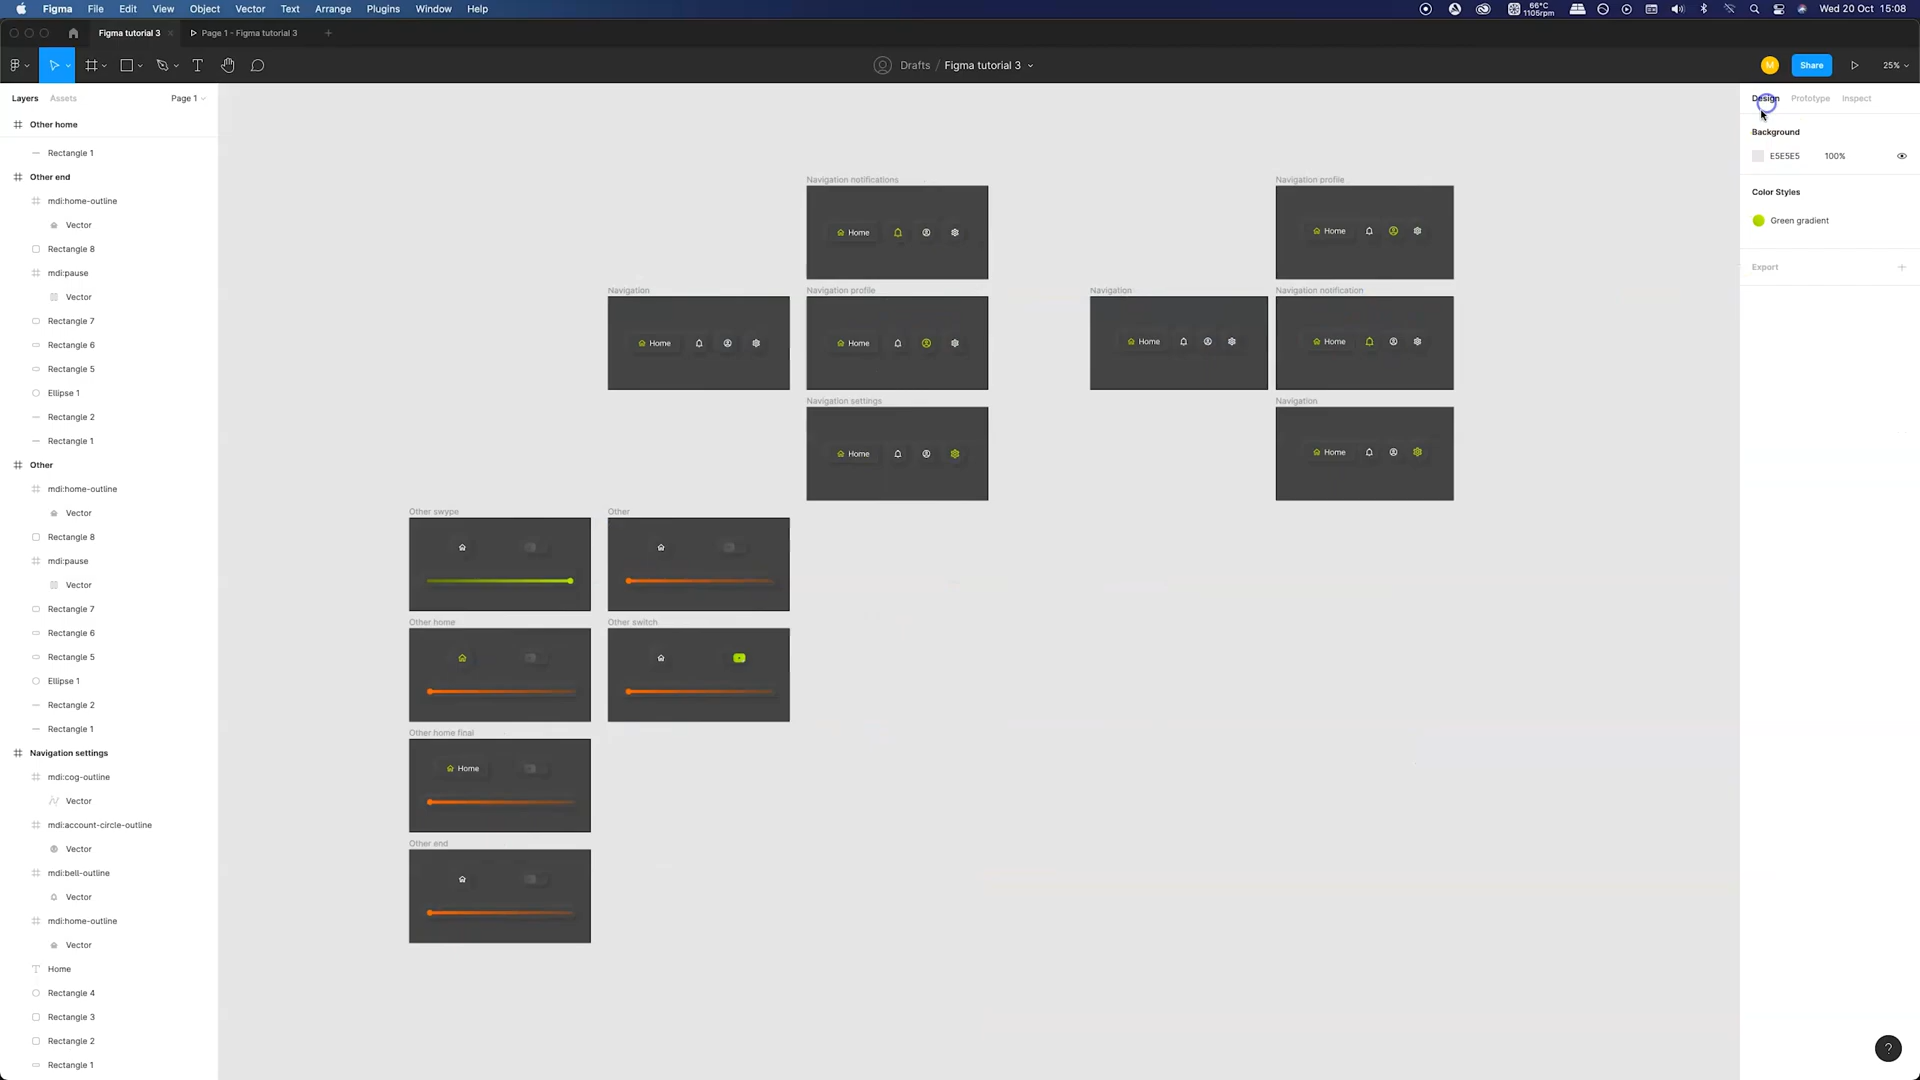 Figma File Edit View Object Vector Text Arrange Plugins Window Help
66°C
1105rpm
Wed 20 Oct 15:08
Figma tutorial 3
Page 1 - Figma tutorial 3
Drafts / Figma tutorial 3
M
Share
25%
Layers Assets Page 1
Other home
Rectangle 1
Other end
mdi:home-outline
Vector
Rectangle 8
mdi:pause
Vector
Rectangle 7
Rectangle 6
Rectangle 5
Ellipse 1
Rectangle 2
Rectangle 1
Other
mdi:home-outline
Vector
Rectangle 8
mdi:pause
Vector
Rectangle 7
Rectangle 6
Rectangle 5
Ellipse 1
Rectangle 2
Rectangle 1
Navigation settings
mdi:cog-outline
Vector
mdi:account-circle-outline
Vector
mdi:bell-outline
Vector
mdi:home-outline
Vector
Home
Rectangle 4
Rectangle 3
Rectangle 2
Rectangle 1
Navigation notifications
Home
Navigation profile
Home
Navigation
Home
Navigation profile
Home
Navigation
Home
Navigation notification
Home
Navigation settings
Home
Navigation
Home
Other swype
Other
Other home
Other switch
Other home final
Home
Other end
Design Prototype Inspect
Background
E5E5E5 100%
Color Styles
Green gradient
Export
?